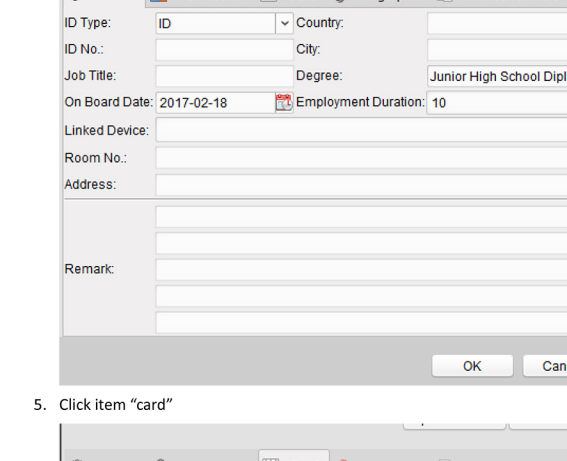 ID Type: ID Country:
ID No.: City:
Job Title: Degree: Junior High School Dipl
On Board Date: 2017-02-18 Employment Duration: 10
Linked Device:
Room No.:
Address:
Remark:
OK Can
5. Click item “card”